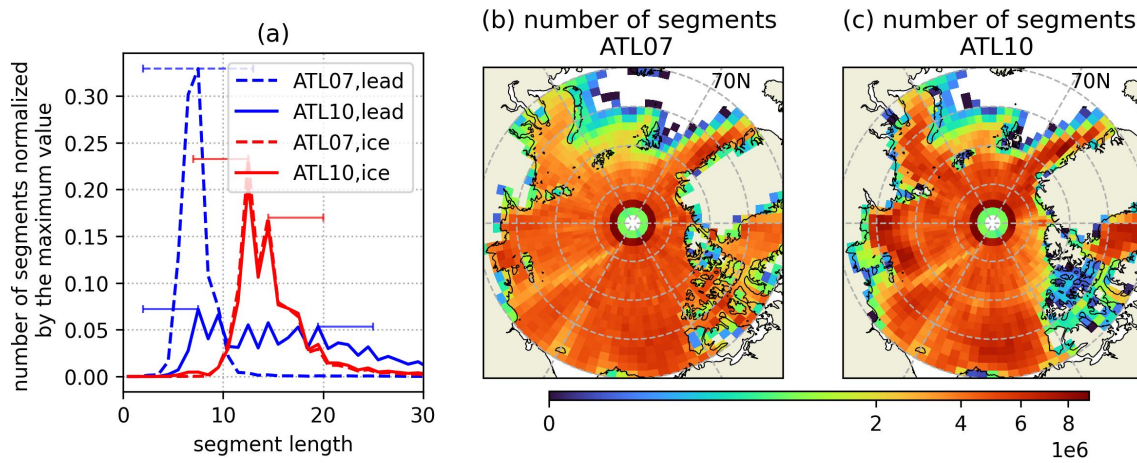 (a)
number of segments normalized
by the maximum value
0.30
0.25
0.20
0.15
0.10
0.05
0.00
0
10
20
30
segment length
ATL07,lead
ATL10,lead
ATL07,ice
ATL10,ice
(b) number of segments
ATL07
70N
(c) number of segments
ATL10
70N
0
2
4
6
8
1e6